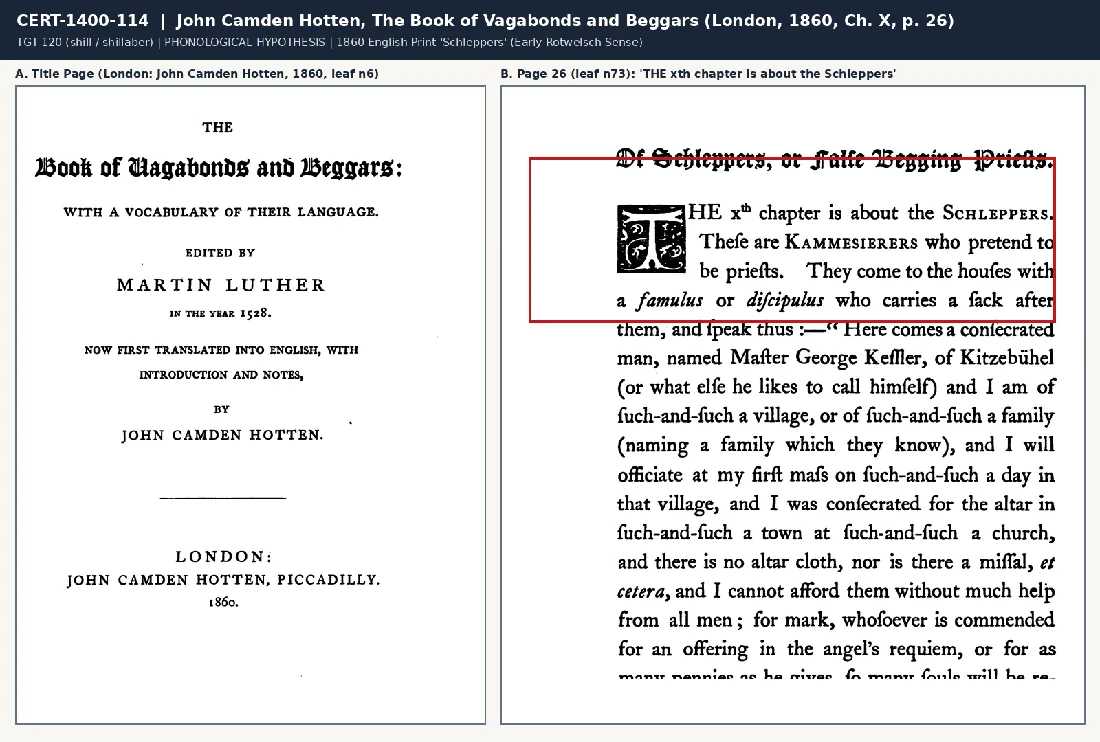 CERT-1400-114 | John Camden Hotten, The Book of Vagabonds and Beggars (London, 1860, Ch. X, p. 26)
TGT 120 (shill / shillaber) | PHONOLOGICAL HYPOTHESIS | 1860 English Print 'Schleppers' (Early Rotwelsch Sense)
A. Title Page (London: John Camden Hotten, 1860, leaf n6)
THE
Book of Vagabonds and Beggars:
WITH A VOCABULARY OF THEIR LANGUAGE.
EDITED BY
MARTIN LUTHER
IN THE YEAR 1528.
NOW FIRST TRANSLATED INTO ENGLISH, WITH
INTRODUCTION AND NOTES,
BY
JOHN CAMDEN HOTTEN.
LONDON:
JOHN CAMDEN HOTTEN, PICCADILLY.
1860.
B. Page 26 (leaf n73): 'THE xth chapter is about the Schleppers'
Of Schleppers, or Falſe Begging Prieſts.
THE xth chapter is about the SCHLEPPERS.
Theſe are KAMMESIERERS who pretend to
be prieſts. They come to the houſes with
a famulus or diſcipulus who carries a ſack after
them, and ſpeak thus :—“ Here comes a conſecrated
man, named Maſter George Keſſler, of Kitzebühel
(or what elſe he likes to call himſelf) and I am of
ſuch-and-ſuch a village, or of ſuch-and-ſuch a family
(naming a family which they know), and I will
officiate at my firſt maſs on ſuch-and-ſuch a day in
that village, and I was conſecrated for the altar in
ſuch-and-ſuch a town at ſuch-and-ſuch a church,
and there is no altar cloth, nor is there a miſſal, et
cetera, and I cannot afford them without much help
from all men ; for mark, whoſoever is commended
for an offering in the angel’s requiem, or for as
many pennies as he gives, ſo many ſouls will be re-